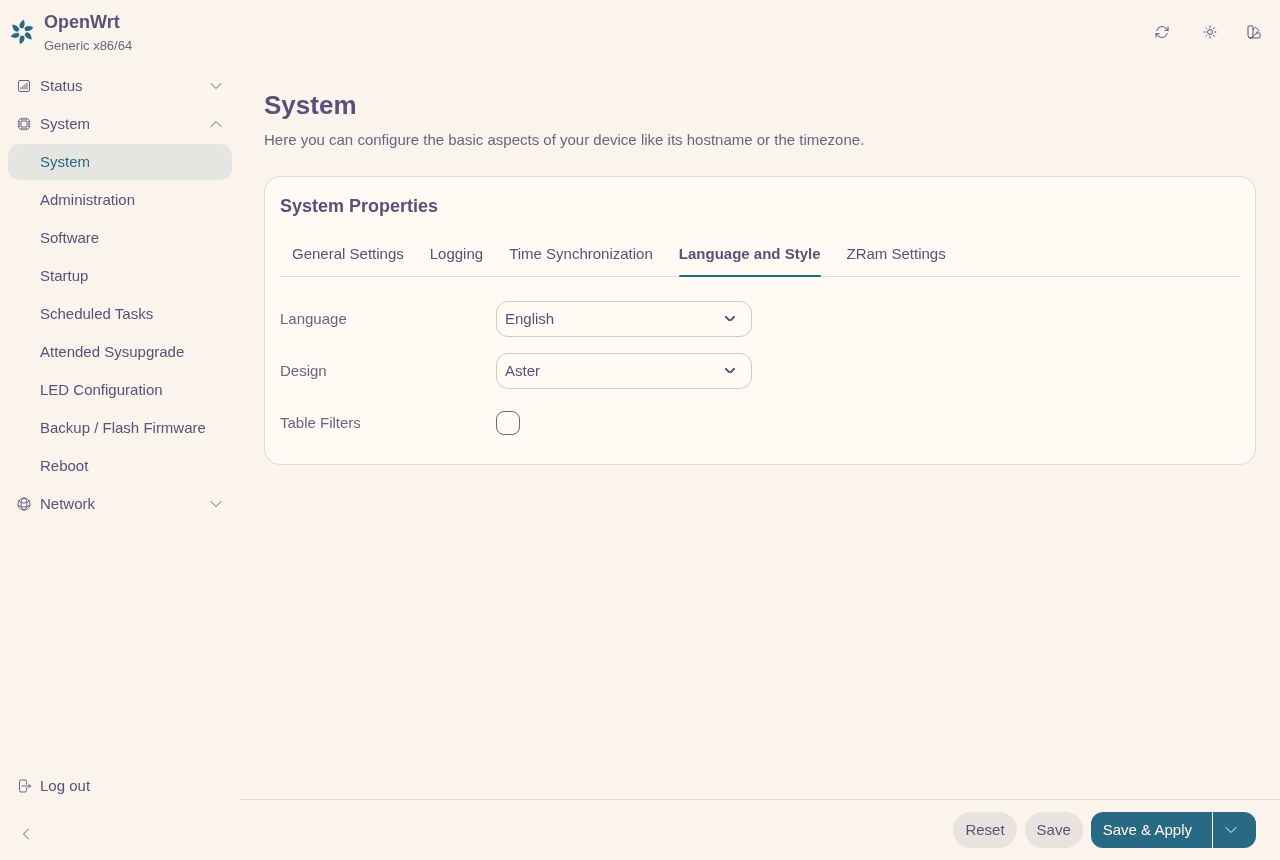 OpenWrt
Generic x86/64
Status
System
System
Administration
Software
Startup
Scheduled Tasks
Attended Sysupgrade
LED Configuration
Backup / Flash Firmware
Reboot
Network
Log out
System
Here you can configure the basic aspects of your device like its hostname or the timezone.
System Properties
General Settings Logging Time Synchronization Language and Style ZRam Settings
Language English
Design Aster
Table Filters
Reset Save Save & Apply